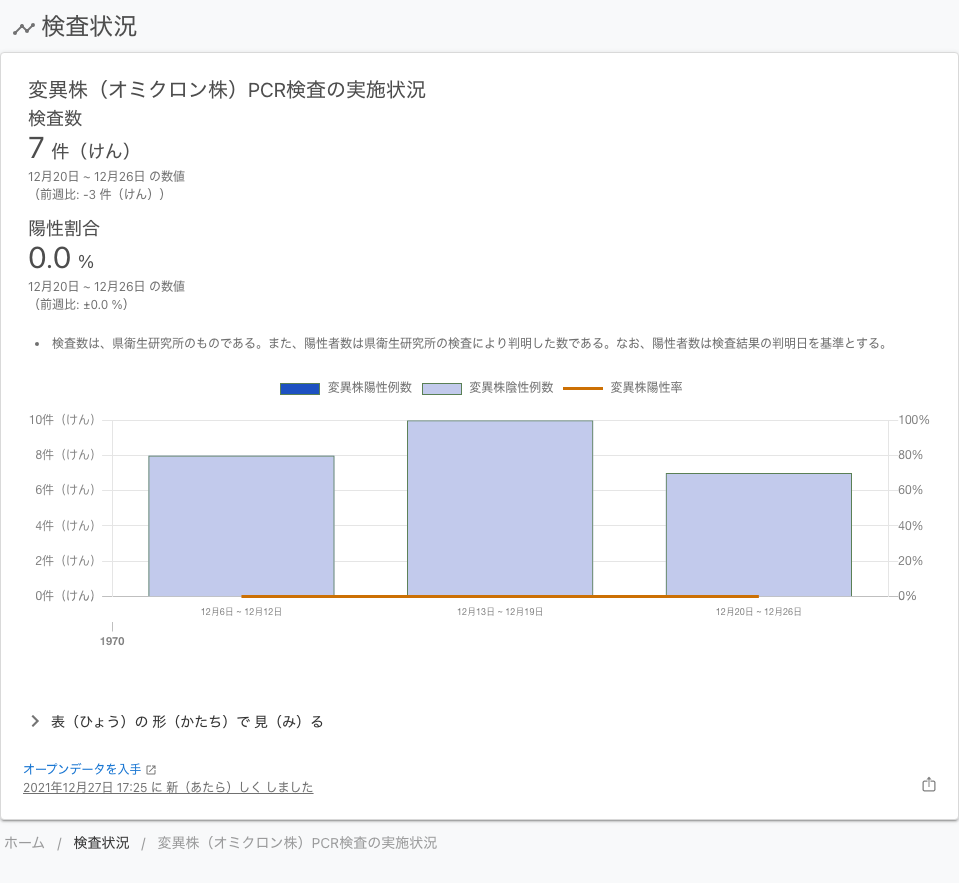 検査状況
変異株（オミクロン株）PCR検査の実施状況
検査数
7 件（けん）
12月20日 ~ 12月26日 の数値
（前週比: -3 件（けん））
陽性割合
0.0 %
12月20日 ~ 12月26日 の数値
（前週比: ±0.0 %）
• 検査数は、県衛生研究所のものである。また、陽性者数は県衛生研究所の検査により判明した数である。なお、陽性者数は検査結果の判明日を基準とする。
変異株陽性例数 変異株陰性例数 変異株陽性率
10件（けん） 100%
8件（けん） 80%
6件（けん） 60%
4件（けん） 40%
2件（けん） 20%
0件（けん） 0%
12月6日 ~ 12月12日 12月13日 ~ 12月19日 12月20日 ~ 12月26日
1970
表（ひょう）の 形（かたち）で 見（み）る
オープンデータを入手
2021年12月27日 17:25 に 新（あたら）しく しました
ホーム / 検査状況 / 変異株（オミクロン株）PCR検査の実施状況